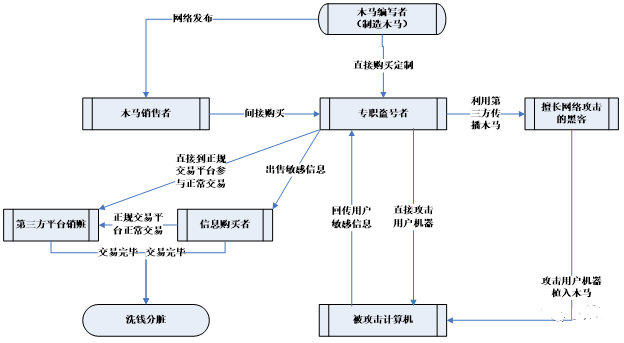 网络发布
木马编写者
（制造木马）
直接购买定制
木马销售者
间接购买
专职盗号者
利用第
三方传
播木马
擅长网络攻击
的黑客
直接到正规
交易平台参
与正常交易
出售敏感信息
回传用户
敏感信息
直接攻击
用户机器
第三方平台销赃
正规交易平
台正常交易
信息购买者
交易完毕
交易完毕
攻击用户机器
植入木马
洗钱分脏
被攻击计算机